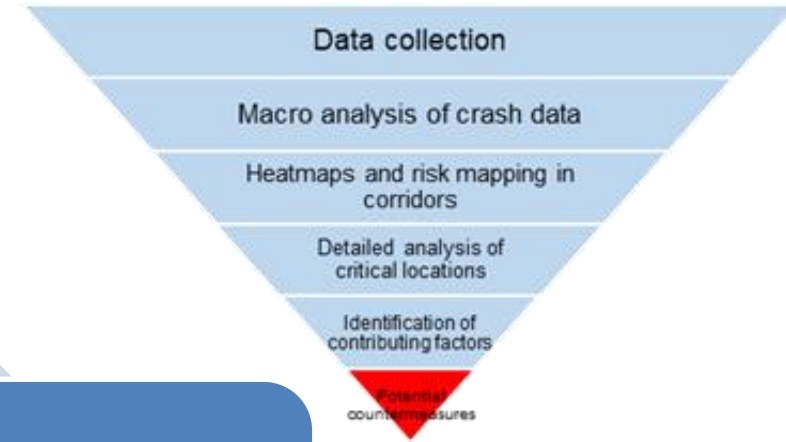 Data collection
Macro analysis of crash data
Heatmaps and risk mapping in
corridors
Detailed analysis of
critical locations
Identification of
contributing factors
Potential
countermeasures